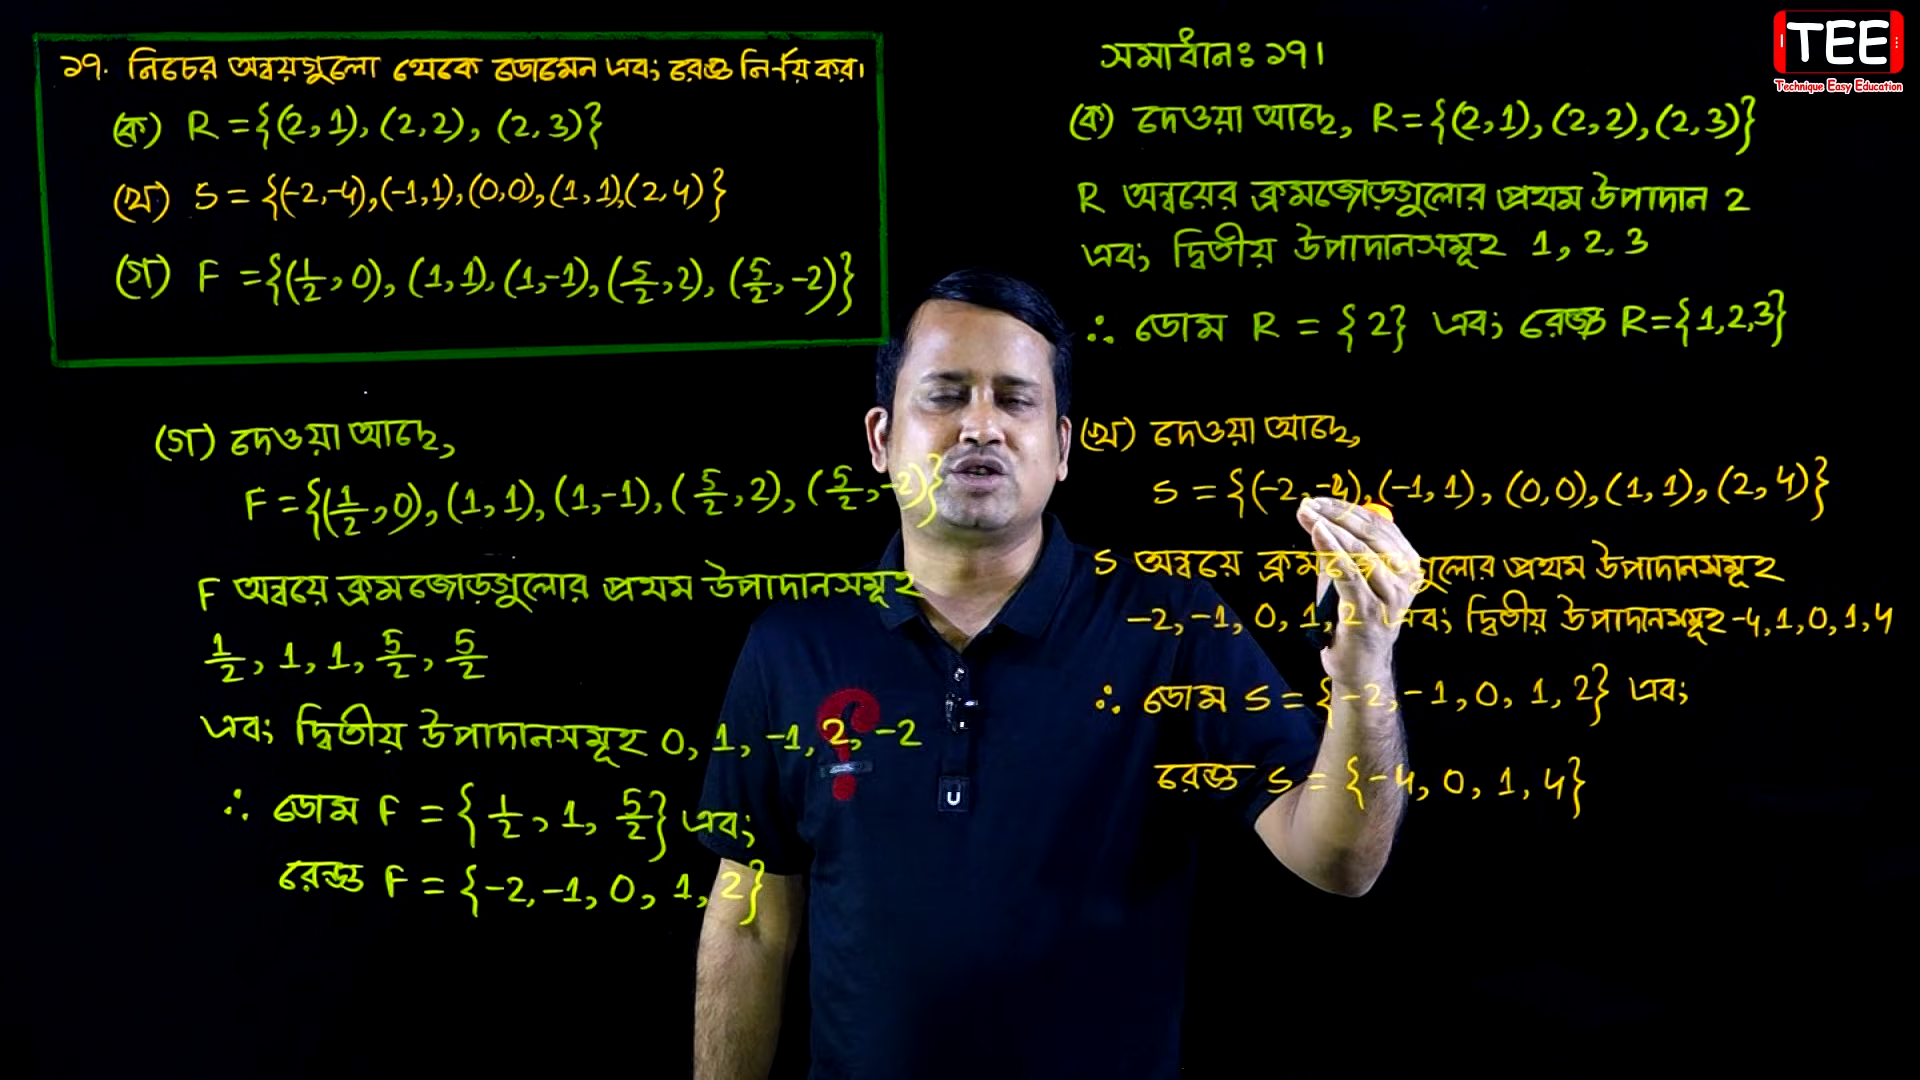 ১৭. নিচের অন্বয়গুলো থেকে ডোমেন এবং রেঞ্জ নির্ণয় কর।
(ক) R = {(2,1), (2,2), (2,3)}
(খ) S = {(-2,-4),(-1,1),(0,0),(1,1),(2,4)}
(গ) F = {(1/2, 0), (1,1), (1,-1), (5/2, 2), (5/2, -2)}
সমাধানঃ ১৭।
(ক) দেওয়া আছে, R = {(2,1), (2,2), (2,3)}
R অন্বয়ের ক্রমজোড়গুলোর প্রথম উপাদান 2
এবং দ্বিতীয় উপাদানসমূহ 1, 2, 3
∴ ডোম R = {2} এবং রেঞ্জ R = {1,2,3}
(খ) দেওয়া আছে,
S = {(-2,-4),(-1,1), (0,0), (1,1), (2,4)}
S অন্বয়ে ক্রমজোড়গুলোর প্রথম উপাদানসমূহ
-2, -1, 0, 1, 2 এবং দ্বিতীয় উপাদানসমূহ -4, 1, 0, 1, 4
∴ ডোম S = {-2, -1, 0, 1, 2} এবং
রেঞ্জ S = {-4, 0, 1, 4}
(গ) দেওয়া আছে,
F = {(1/2, 0), (1,1), (1,-1), (5/2, 2), (5/2, -2)}
F অন্বয়ে ক্রমজোড়গুলোর প্রথম উপাদানসমূহ
1/2, 1, 1, 5/2, 5/2
এবং দ্বিতীয় উপাদানসমূহ 0, 1, -1, 2, -2
∴ ডোম F = {1/2, 1, 5/2} এবং
রেঞ্জ F = {-2, -1, 0, 1, 2}
TEE
Technique Easy Education
U